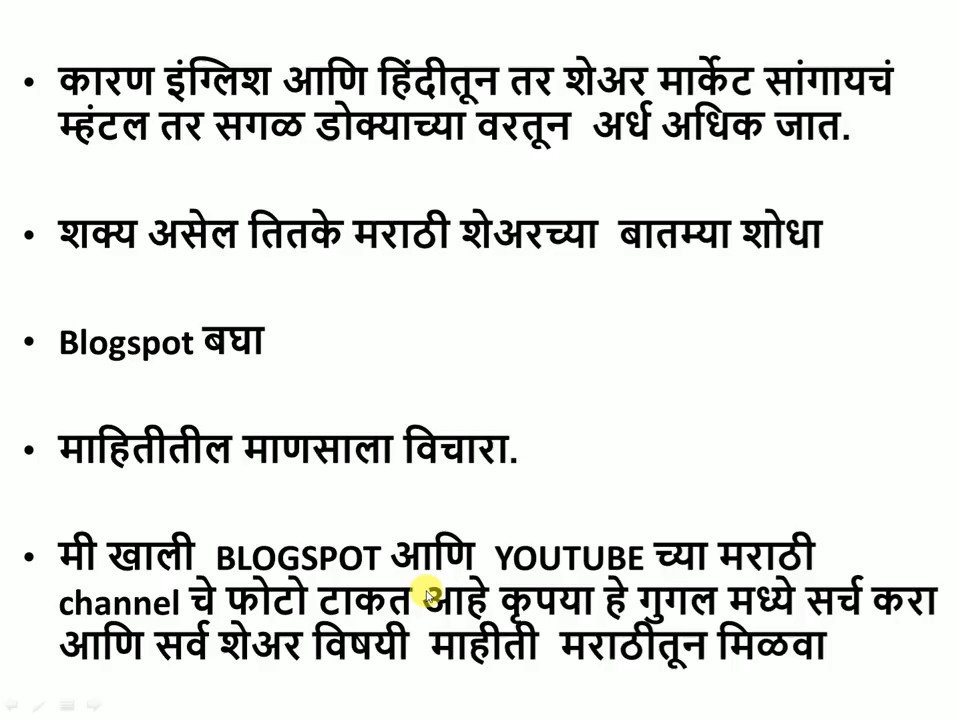 • कारण इंग्लिश आणि हिंदीतून तर शेअर मार्केट सांगायचं
म्हंटल तर सगळ डोक्याच्या वरतून अर्ध अधिक जात.
• शक्य असेल तितके मराठी शेअरच्या बातम्या शोधा
• Blogspot बघा
• माहितीतील माणसाला विचारा.
• मी खाली BLOGSPOT आणि YOUTUBE च्या मराठी
channel चे फोटो टाकत आहे कृपया हे गुगल मध्ये सर्च करा
आणि सर्व शेअर विषयी माहीती मराठीतून मिळवा